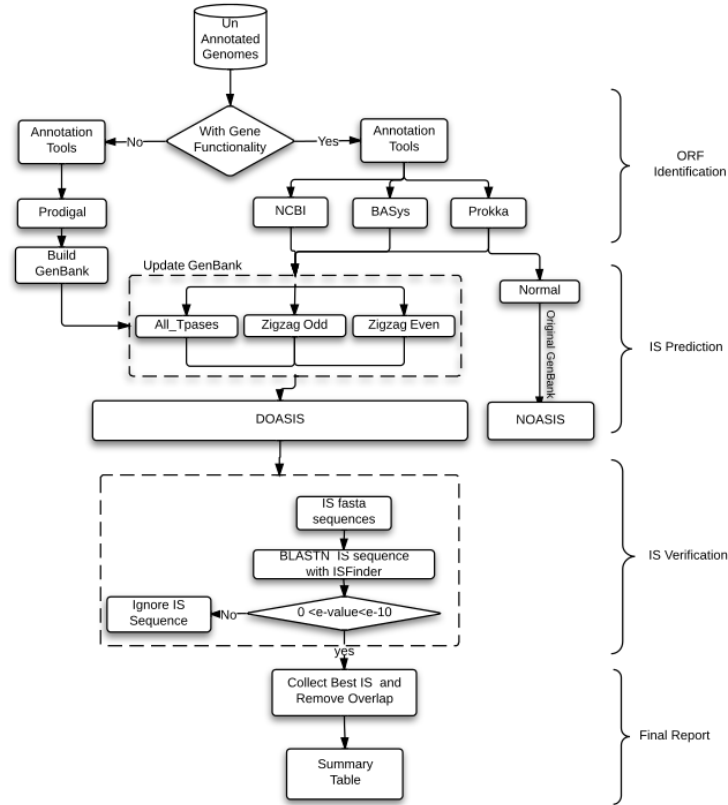 Un
Annotated
Genomes
With Gene
Functionality
No
Yes
Annotation
Tools
Annotation
Tools
ORF
Identification
Prodigal
NCBI
BASys
Prokka
Build
GenBank
Update GenBank
Normal
All_Tpases
Zigzag Odd
Zigzag Even
Original GenBank
IS Prediction
DOASIS
NOASIS
IS fasta
sequences
BLASTN IS sequence
with ISFinder
IS Verification
Ignore IS
Sequence
No
0 <e-value<e-10
yes
Collect Best IS and
Remove Overlap
Final Report
Summary
Table